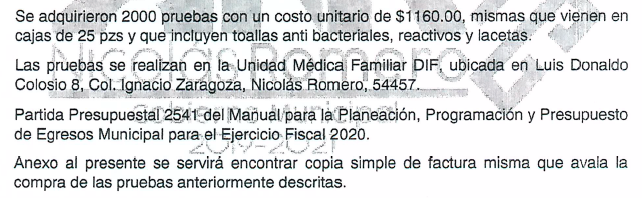 Se adquirieron 2000 pruebas con un costo unitario de $1160.00, mismas que vienen en
cajas de 25 pzs y que incluyen toallas anti bacteriales, reactivos y lacetas.
Las pruebas se realizan en la Unidad Médica Familiar DIF, ubicada en Luis Donaldo
Colosio 8, Col. Ignacio Zaragoza, Nicolás Romero, 54457.
Nicolás Romero
Partida Presupuestal 2541 del Manual para la Planeación, Programación y Presupuesto
Gobierno Municipal
de Egresos Municipal para el Ejercicio Fiscal 2020.
2019-2021
Anexo al presente se servirá encontrar copia simple de factura misma que avala la
compra de las pruebas anteriormente descritas.